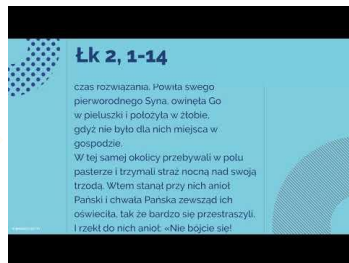 Łk 2, 1-14
czas rozwiązania. Powiła swego
pierworodnego Syna, owinęła Go
w pieluszki i położyła w żłobie,
gdyż nie było dla nich miejsca w
gospodzie.
W tej samej okolicy przebywali w polu
pasterze i trzymali straż nocną nad swoją
trzodą. Wtem stanął przy nich anioł
Pański i chwała Pańska zewsząd ich
oświeciła, tak że bardzo się przestraszyli.
I rzekł do nich anioł: «Nie bójcie się!